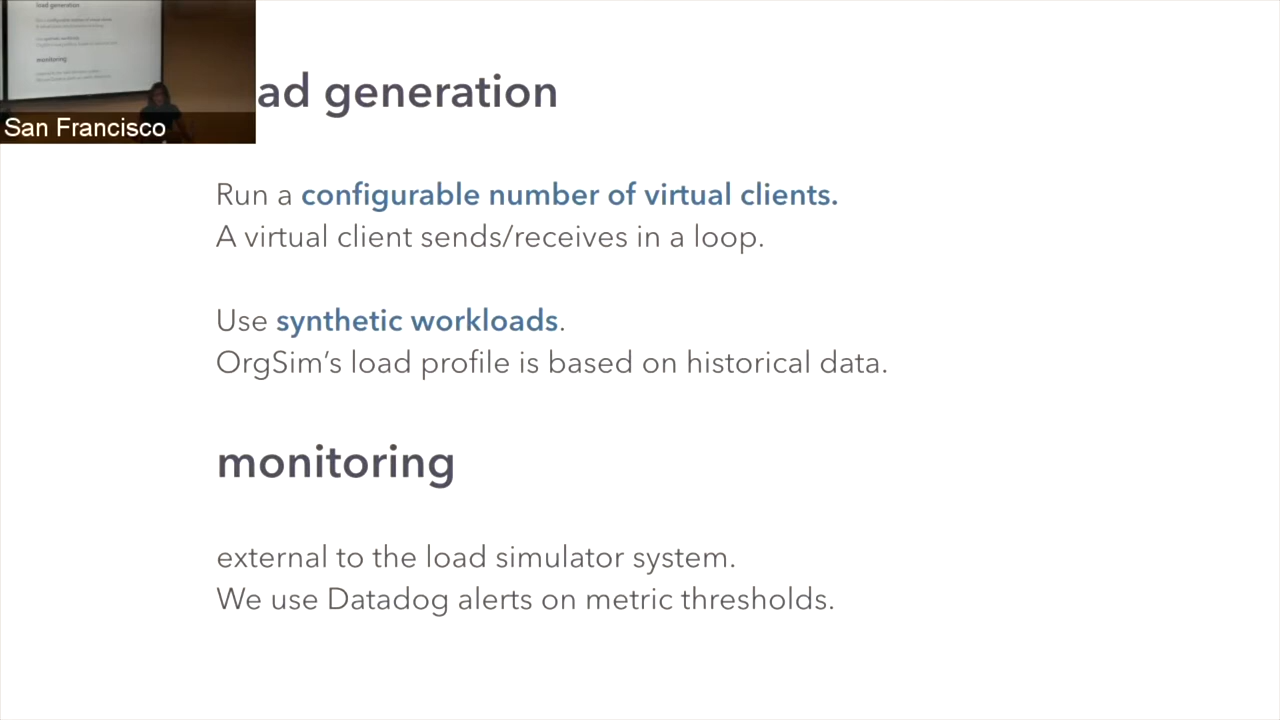 ad generation
San Francisco
Run a configurable number of virtual clients.
A virtual client sends/receives in a loop.
Use synthetic workloads.
OrgSim’s load profile is based on historical data.
monitoring
external to the load simulator system.
We use Datadog alerts on metric thresholds.